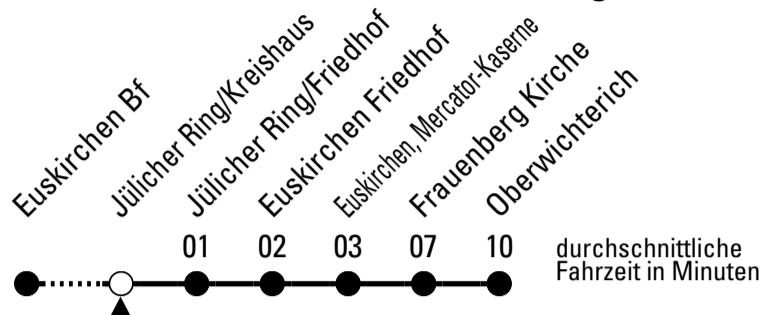 Euskirchen Bf
Jülicher Ring/Kreishaus
Jülicher Ring/Friedhof
Euskirchen Friedhof
Euskirchen, Mercator-Kaserne
Frauenberg Kirche
Oberwichterich
01 02 03 07 10
durchschnittliche
Fahrzeit in Minuten